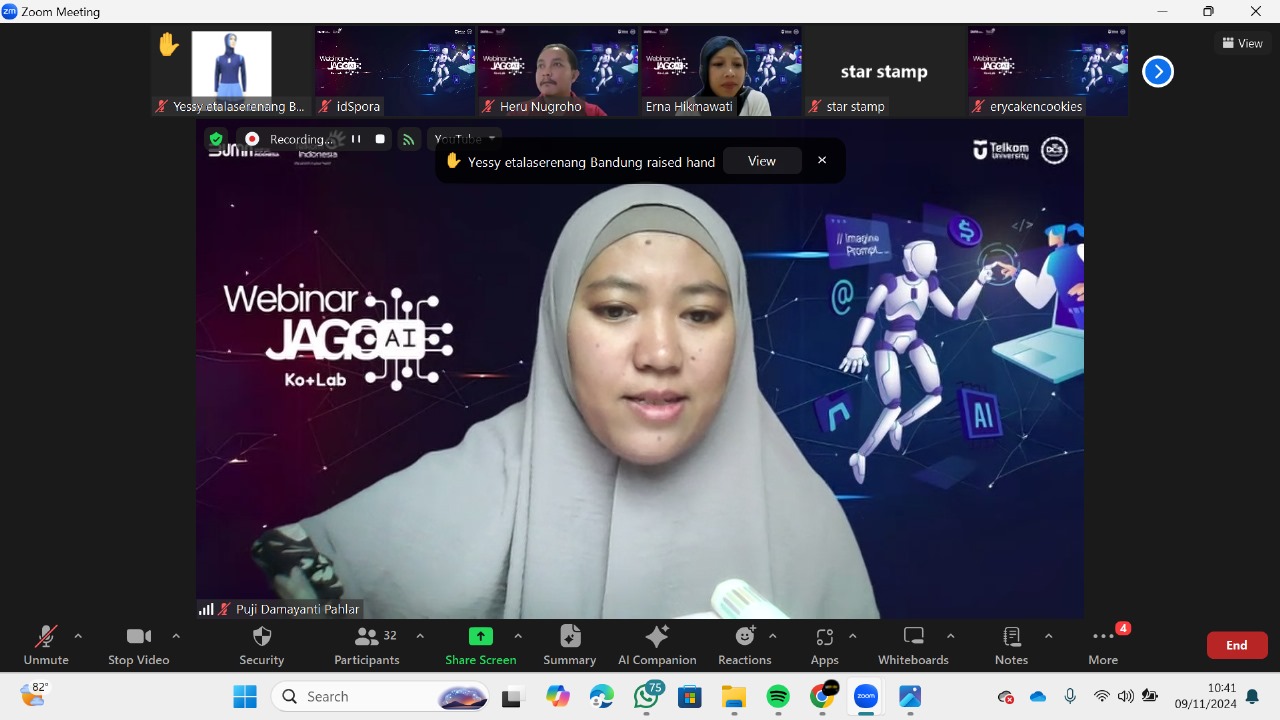 zm Zoom Meeting
Yessy etalaserenang B...
idSpora
Heru Nugroho
Erna Hikmawati
star stamp
star stamp
erycakencookies
View
Recording...
YouTube
Indonesia
Yessy etalaserenang Bandung raised hand
View
Telkom
University
DCS
// Imagine
Prompt...
$
</>
@
Webinar
JAGO AI
Ko+Lab
AI
Puji Damayanti Pahlar
Unmute
Stop Video
Security
32
Participants
Share Screen
Summary
AI Companion
Reactions
Apps
Whiteboards
Notes
4
More
End
82°
Search
75
zoom
10:41
09/11/2024